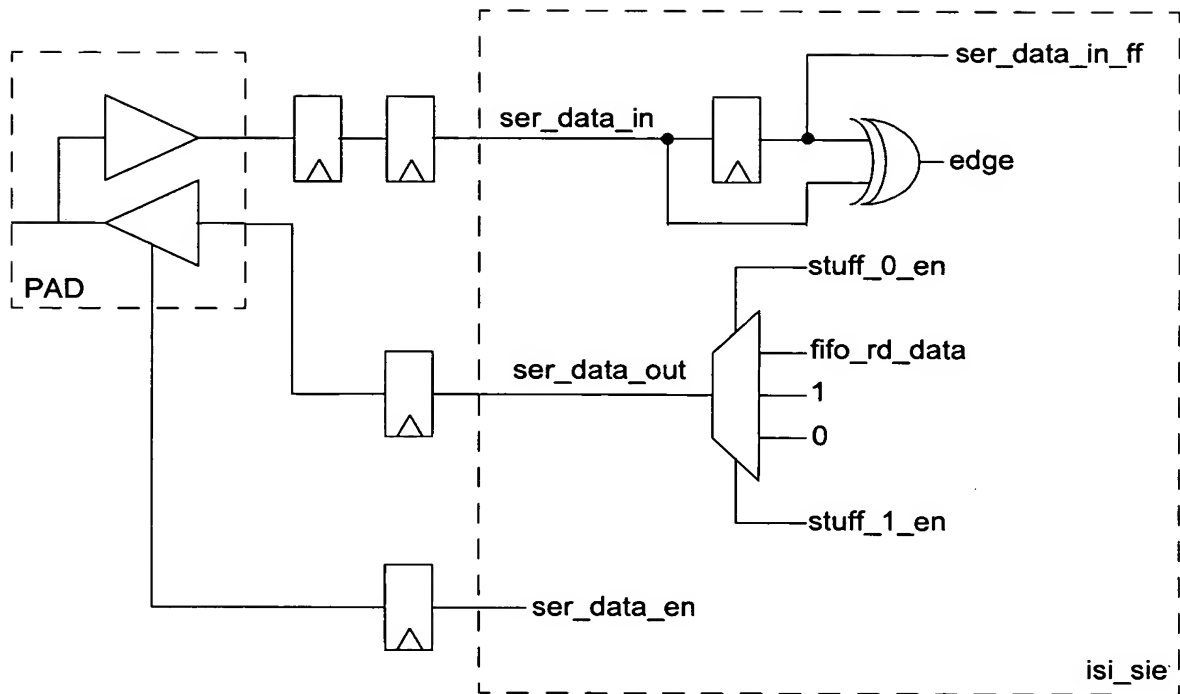 ser_data_in_ff
ser_data_in
edge
PAD
stuff_0_en
fifo_rd_data
ser_data_out
1
0
stuff_1_en
ser_data_en
isi_sie